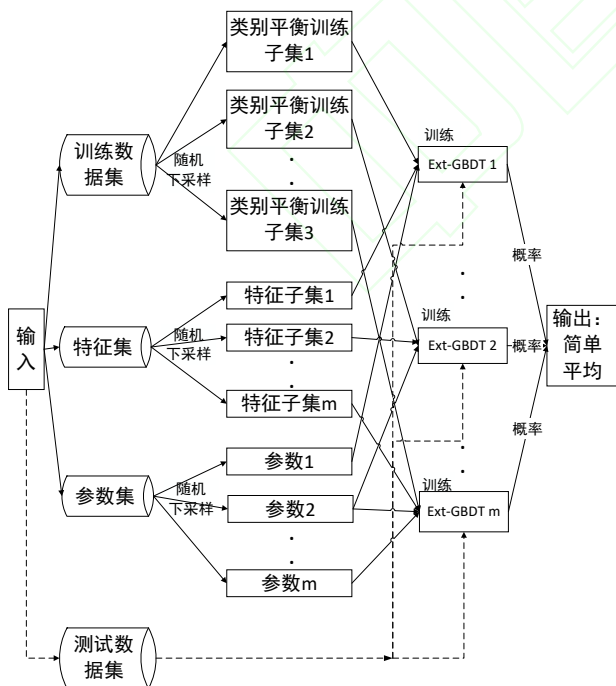 类别平衡训练
子集1
类别平衡训练
子集2
类别平衡训练
子集3
训练数
据集
随机
下采样
训练
Ext-GBDT 1
概率
特征子集1
特征子集2
特征子集m
输
入
特征集
随机
下采样
训练
Ext-GBDT 2
概率
输出：
简单
平均
概率
参数1
参数2
参数m
参数集
随机
下采样
训练
Ext-GBDT m
测试数
据集